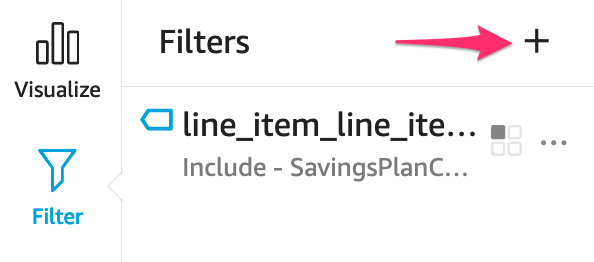 Visualize
Filter
Filters
line_item_line_ite...
Include - SavingsPlanC...